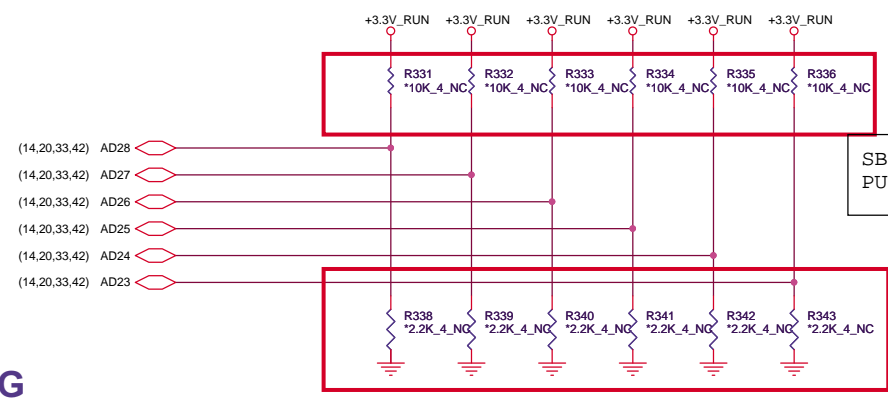 +3.3V_RUN +3.3V_RUN +3.3V_RUN +3.3V_RUN +3.3V_RUN +3.3V_RUN
R331 R332 R333 R334 R335 R336
*10K_4_NC *10K_4_NC *10K_4_NC *10K_4_NC *10K_4_NC *10K_4_NC
(14,20,33,42) AD28
SB
PU
(14,20,33,42) AD27
(14,20,33,42) AD26
(14,20,33,42) AD25
(14,20,33,42) AD24
(14,20,33,42) AD23
R338 R339 R340 R341 R342 R343
*2.2K_4_NC *2.2K_4_NC *2.2K_4_NC *2.2K_4_NC *2.2K_4_NC *2.2K_4_NC
G